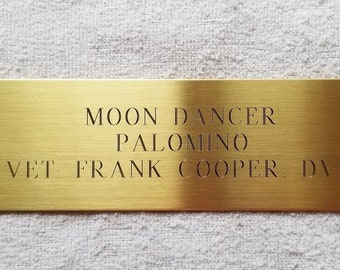 MOON DANCER
PALOMINO
VET: FRANK COOPER, DV